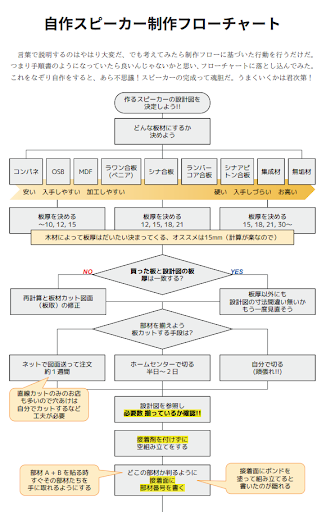 自作スピーカー制作フローチャート
言葉で説明するのはやはり大変だ、でも考えてみたら制作フローに基づいた行動を行うだけだ。
つまり手順書のようになっていたら良いんじゃないかと思い、フローチャートに落とし込んでみた。
これをなぞり自作をすると、あら不思議！スピーカーの完成って魂胆だ。うまくいくかは君次第！
作るスピーカーの設計図を
決定しよう!!
どんな板材にするか
決めよう
コンパネ
OSB
MDF
ラワン合板
（ベニア）
シナ合板
ランバー
コア合板
シナアピ
トン合板
集成材
無垢材
安い 入手しやすい 加工しやすい
硬い 入手しづらい お高い
板厚を決める
～10, 12, 15
板厚を決める
12, 15, 18, 21
板厚を決める
15, 18, 21, 30～
木材によって板厚はだいたい決まってくる、オススメは15mm（計算が楽なので）
NO
買った板と設計図の板
厚は一致する？
YES
再計算と板材カット図面
（板取）の修正
板厚以外にも
設計図の寸法間違い無いか
もう一度見直そう
部材を揃えよう
板カットする手段は？
ネットで図面送って注文
約１週間
ホームセンターで切る
半日～２日
自分で切る
（頑張れ!!）
直線カットのみのお店
も多いので穴あけは
自分でカットするなど
工夫が必要
設計図を参照し
必要数 揃っているか確認!!
接着剤を付けずに
空組みたてをする
部材 A + B を貼る時
すぐその部材たちを
手に取れるようにする
どこの部材か判るように
接着面に
部材番号を書く
接着面にボンドを
塗って組み立てると
書いたのが隠れる